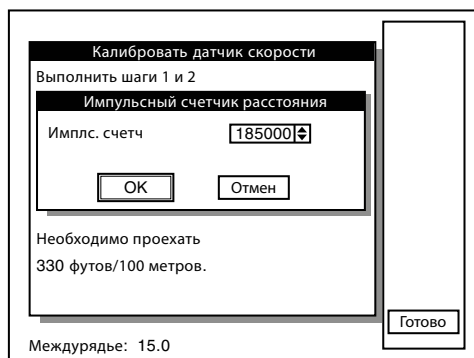 Калибровать датчик скорости
Выполнить шаги 1 и 2
Импульсный счетчик расстояния
Имплс. счетч 185000
OK Отмен
Необходимо проехать
330 футов/100 метров.
Готово
Междурядье: 15.0